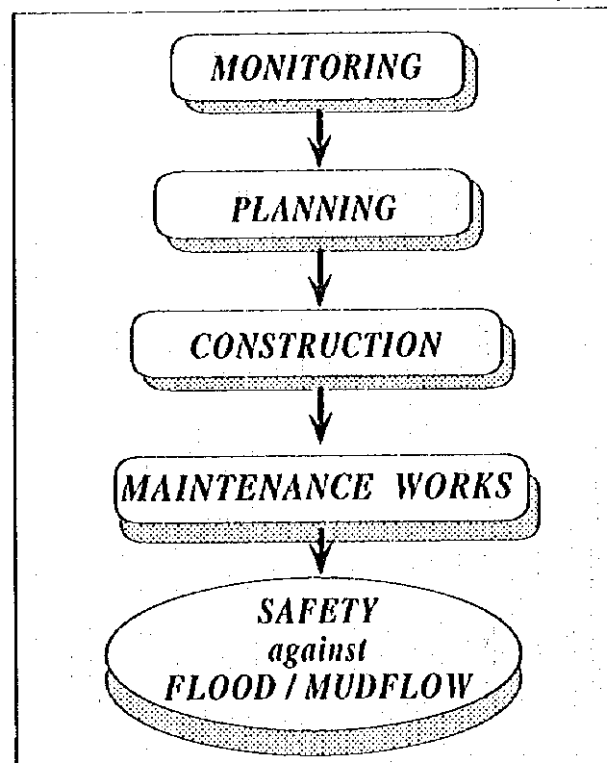 MONITORING
PLANNING
CONSTRUCTION
MAINTENANCE WORKS
SAFETY
against
FLOOD / MUDFLOW